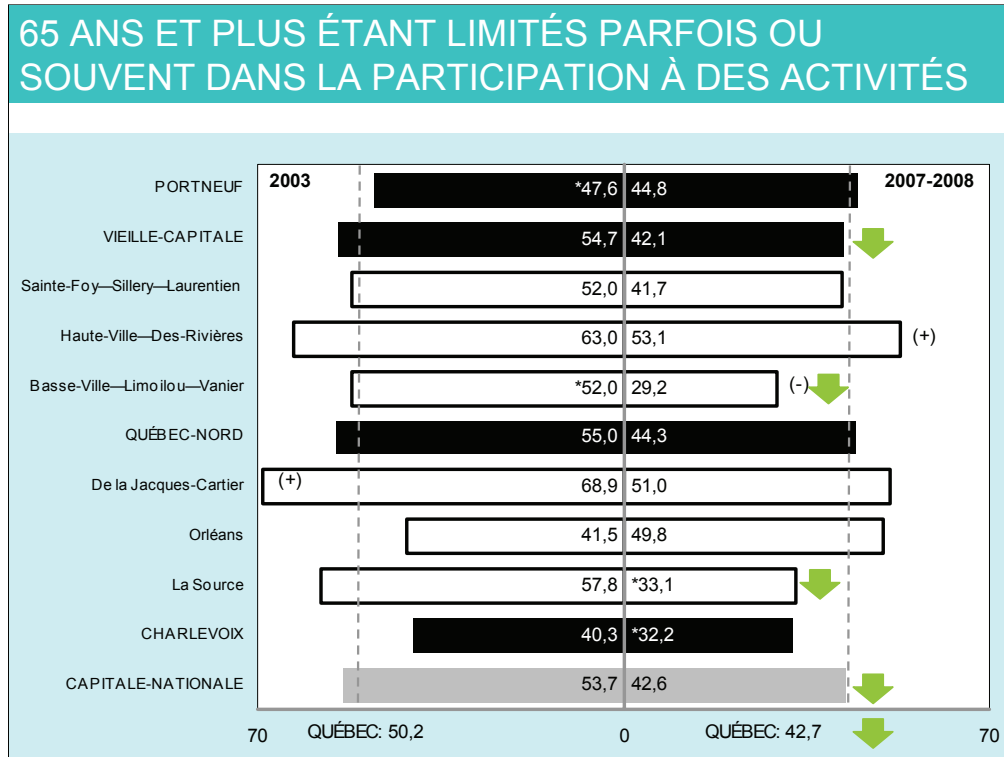 65 ANS ET PLUS ÉTANT LIMITÉS PARFOIS OU
SOUVENT DANS LA PARTICIPATION À DES ACTIVITÉS
2003 2007-2008
PORTNEUF *47,6 44,8
VIEILLE-CAPITALE 54,7 42,1
Sainte-Foy—Sillery—Laurentien 52,0 41,7
Haute-Ville—Des-Rivières 63,0 53,1 (+)
Basse-Ville—Limoilou—Vanier *52,0 29,2 (-)
QUÉBEC-NORD 55,0 44,3
De la Jacques-Cartier (+) 68,9 51,0
Orléans 41,5 49,8
La Source 57,8 *33,1
CHARLEVOIX 40,3 *32,2
CAPITALE-NATIONALE 53,7 42,6
70 QUÉBEC: 50,2 0 QUÉBEC: 42,7 70